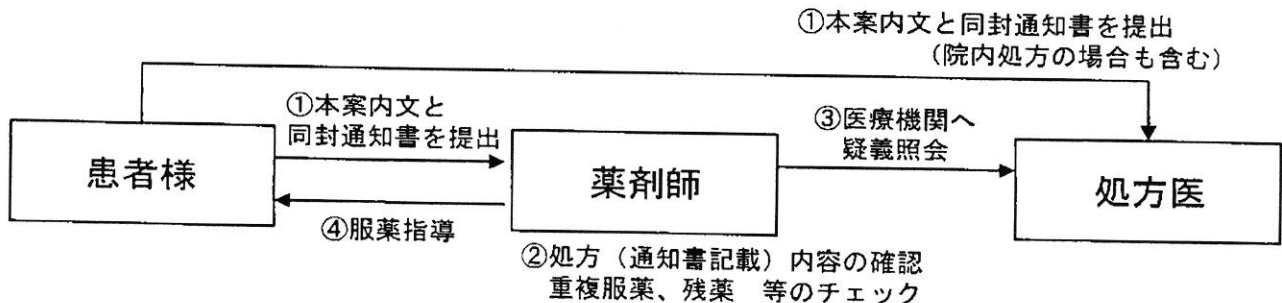 ①本案内文と同封通知書を提出
(院内処方の場合も含む)
①本案内文と
同封通知書を提出
③医療機関へ
疑義照会
患者様
薬剤師
処方医
④服薬指導
②処方(通知書記載)内容の確認
重複服薬、残薬 等のチェック